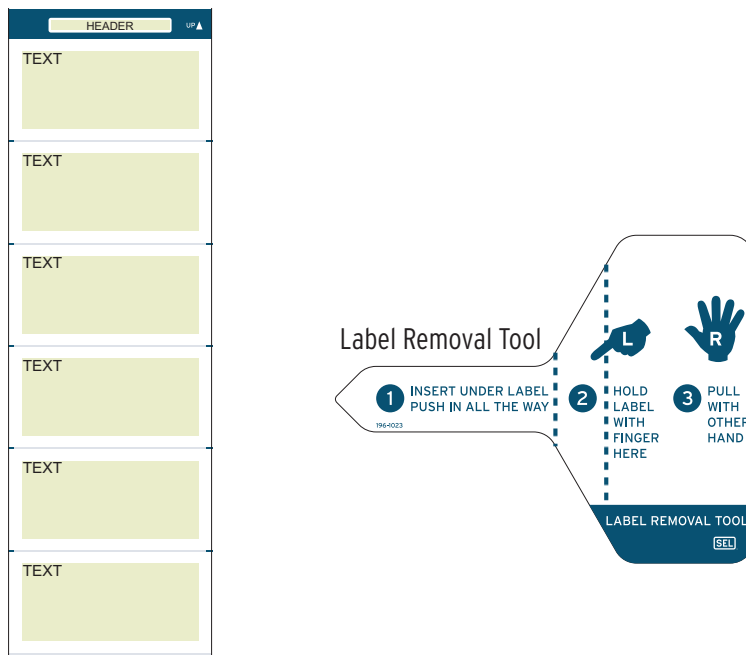 HEADER
UP
TEXT
TEXT
TEXT
TEXT
TEXT
TEXT
Label Removal Tool
1 INSERT UNDER LABEL
PUSH IN ALL THE WAY
196-1023
L
2 HOLD
LABEL
WITH
FINGER
HERE
R
3 PULL
WITH
OTHER
HAND
LABEL REMOVAL TOOL
SEL